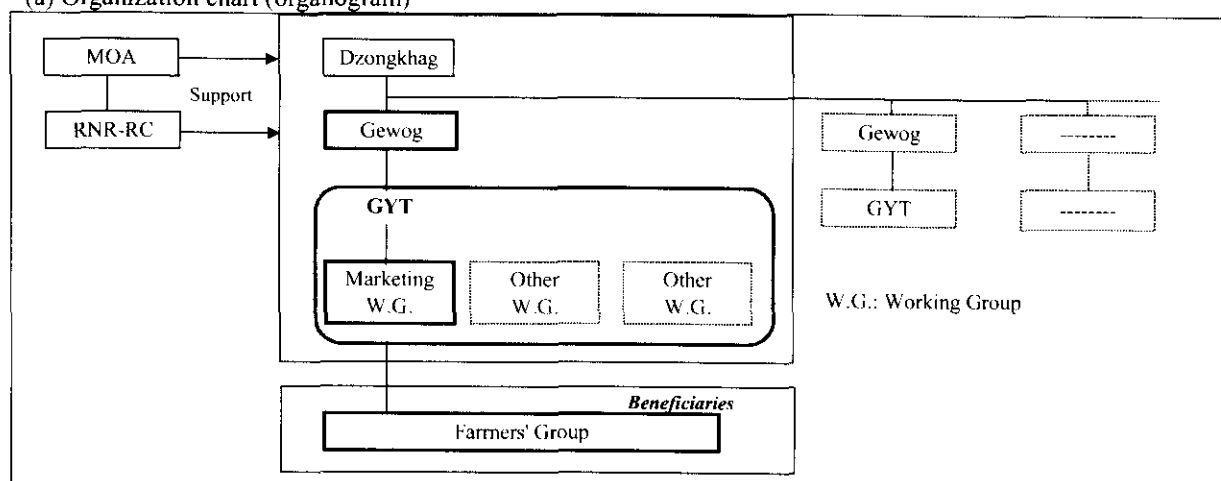 (a) Organization chart (organogram)
MOA
Support
RNR-RC
Dzongkhag
Gewog
GYT
Marketing
W.G.
Other
W.G.
Other
W.G.
Gewog
-------
GYT
-------
W.G.: Working Group
Beneficiaries
Farmers' Group